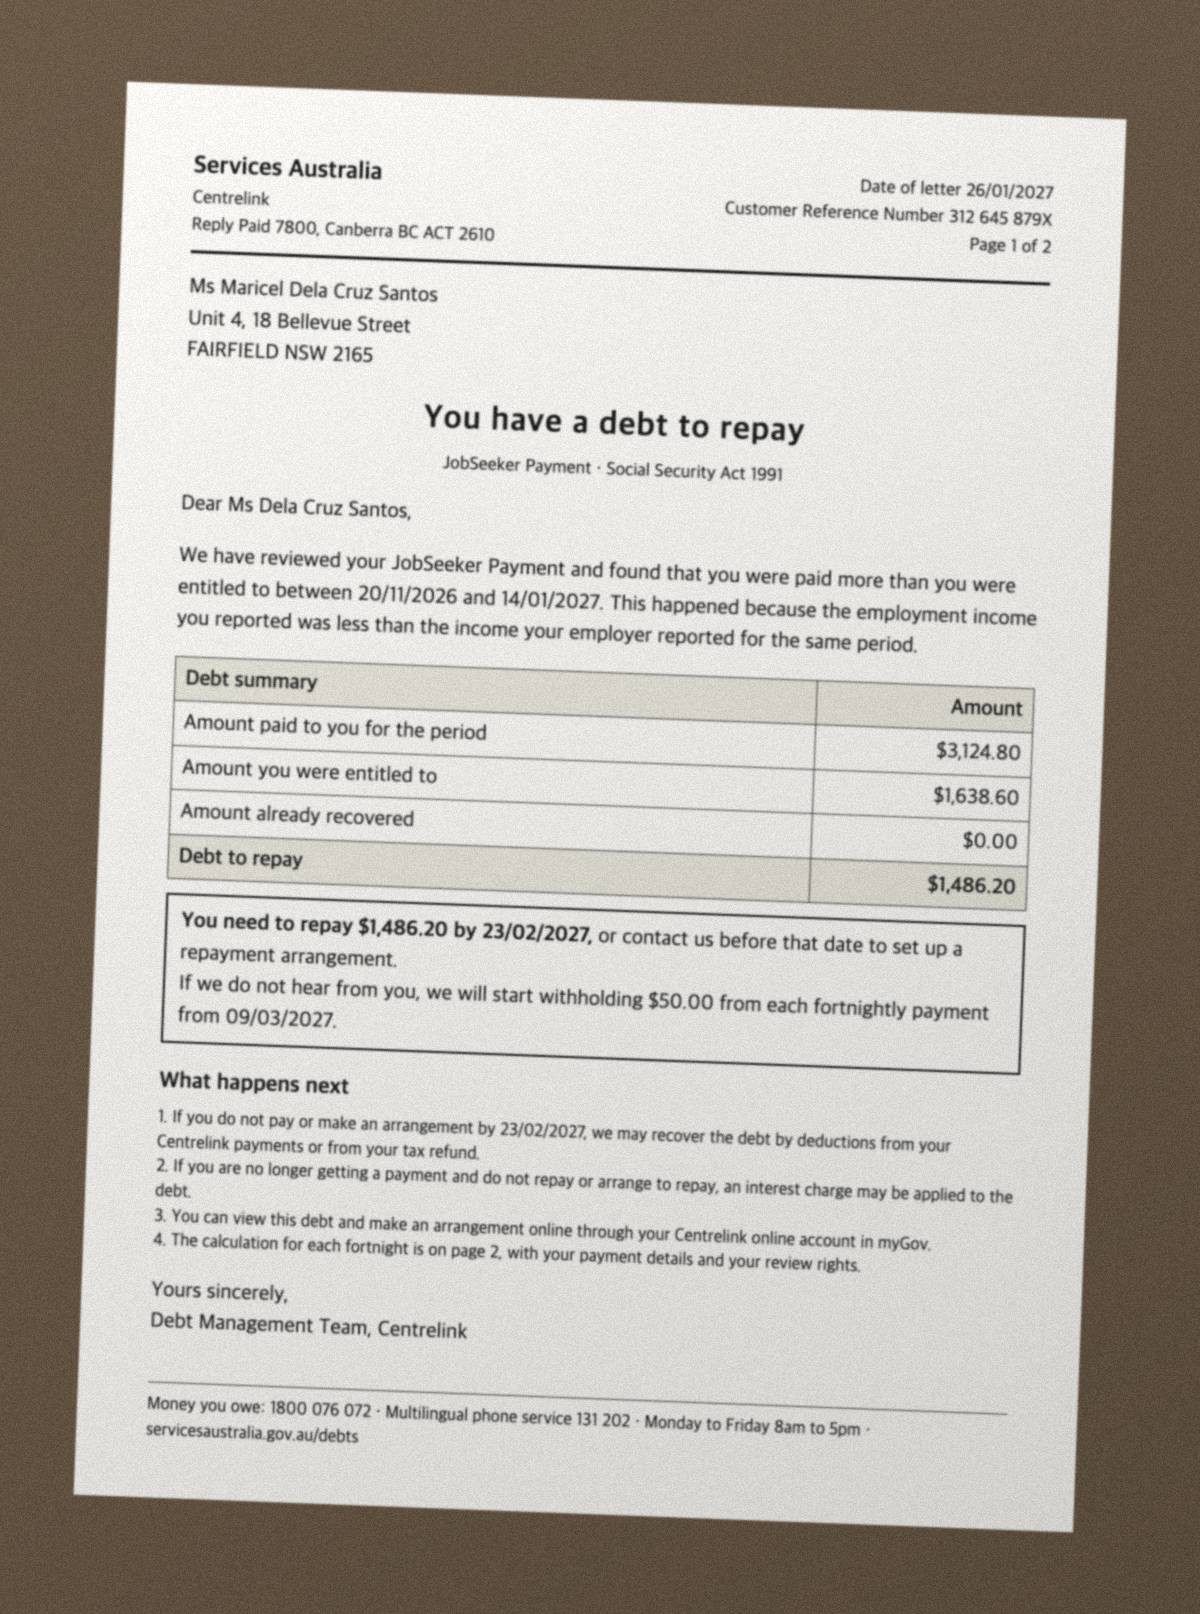 Services Australia
Centrelink
Reply Paid 7800, Canberra BC ACT 2610
Date of letter 26/01/2027
Customer Reference Number 312 645 879X
Page 1 of 2
Ms Maricel Dela Cruz Santos
Unit 4, 18 Bellevue Street
FAIRFIELD NSW 2165
You have a debt to repay
JobSeeker Payment · Social Security Act 1991
Dear Ms Dela Cruz Santos,
We have reviewed your JobSeeker Payment and found that you were paid more than you were
entitled to between 20/11/2026 and 14/01/2027. This happened because the employment income
you reported was less than the income your employer reported for the same period.
Debt summary Amount
Amount paid to you for the period $3,124.80
Amount you were entitled to $1,638.60
Amount already recovered $0.00
Debt to repay $1,486.20
You need to repay $1,486.20 by 23/02/2027, or contact us before that date to set up a
repayment arrangement.
If we do not hear from you, we will start withholding $50.00 from each fortnightly payment
from 09/03/2027.
What happens next
1. If you do not pay or make an arrangement by 23/02/2027, we may recover the debt by deductions from your
Centrelink payments or from your tax refund.
2. If you are no longer getting a payment and do not repay or arrange to repay, an interest charge may be applied to the
debt.
3. You can view this debt and make an arrangement online through your Centrelink online account in myGov.
4. The calculation for each fortnight is on page 2, with your payment details and your review rights.
Yours sincerely,
Debt Management Team, Centrelink
Money you owe: 1800 076 072 · Multilingual phone service 131 202 · Monday to Friday 8am to 5pm ·
servicesaustralia.gov.au/debts